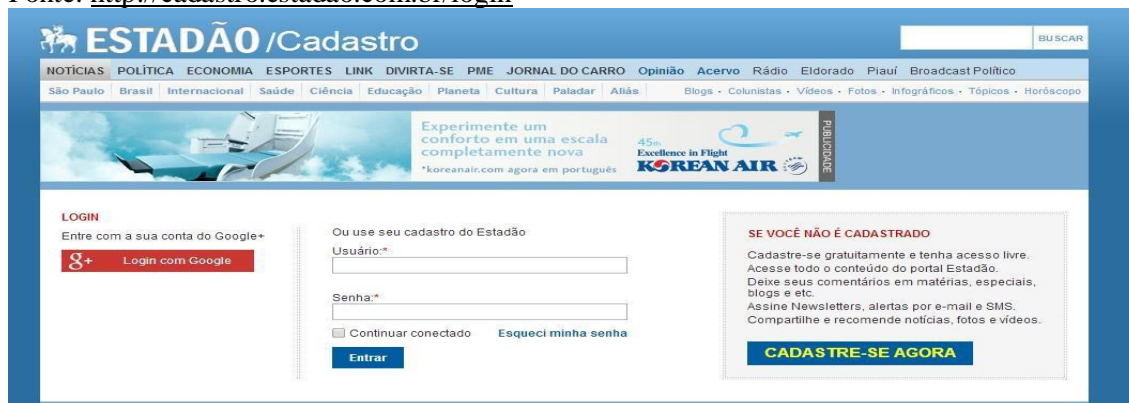 Fonte: http://cadastro.estadao.com.br/login
ESTADÃO /Cadastro
BUSCAR
NOTÍCIAS POLÍTICA ECONOMIA ESPORTES LINK DIVIRTA-SE PME JORNAL DO CARRO Opinião Acervo Rádio Eldorado Piauí Broadcast Político
São Paulo Brasil Internacional Saúde Ciência Educação Planeta Cultura Paladar Aliás Blogs • Colunistas • Vídeos • Fotos • Infográficos • Tópicos • Horóscopo
Experimente um
conforto em uma escala
completamente nova
*koreanair.com agora em português
45th
Excellence in Flight
KOREAN AIR
PUBLICIDADE
LOGIN
Entre com a sua conta do Google+
g+ Login com Google
Ou use seu cadastro do Estadão
Usuário:*
Senha:*
Continuar conectado Esqueci minha senha
Entrar
SE VOCÊ NÃO É CADASTRADO
Cadastre-se gratuitamente e tenha acesso livre.
Acesse todo o conteúdo do portal Estadão.
Deixe seus comentários em matérias, especiais,
blogs e etc.
Assine Newsletters, alertas por e-mail e SMS.
Compartilhe e recomende notícias, fotos e vídeos.
CADASTRE-SE AGORA